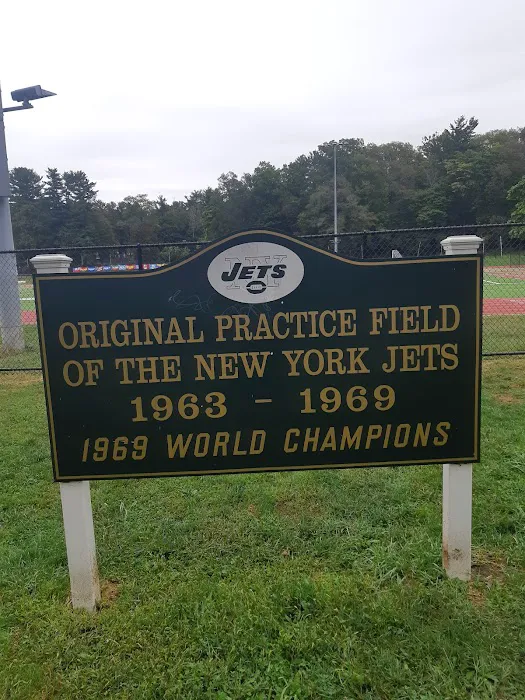 JETS
ORIGINAL PRACTICE FIELD
OF THE NEW YORK JETS
1963 - 1969
1969 WORLD CHAMPIONS